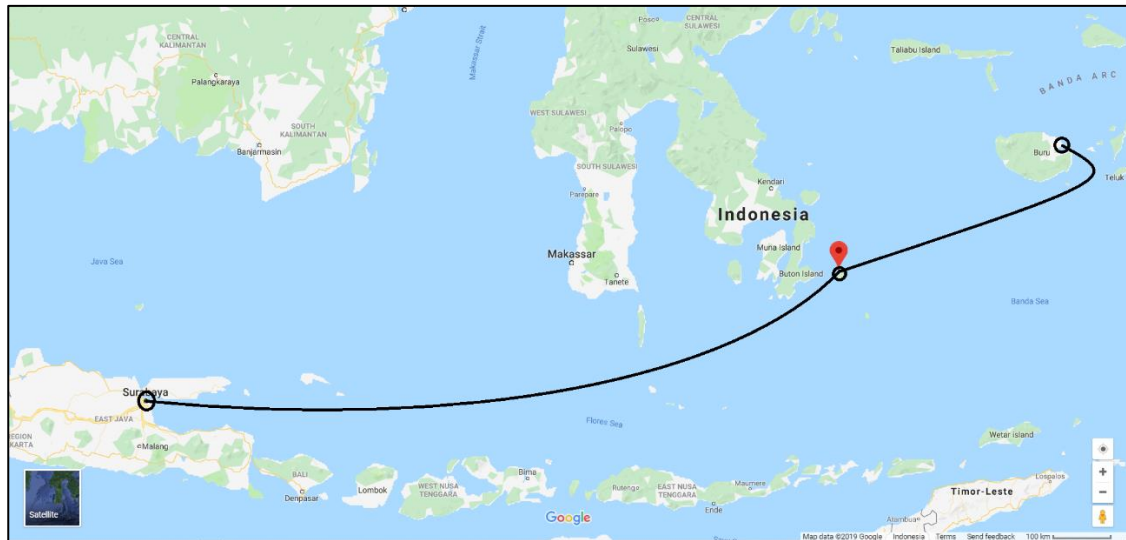 CENTRAL
KALIMANTAN
Palangkaraya
SOUTH
KALIMANTAN
Banjarmasin
Makassar Strait
Poso
CENTRAL
SULAWESI
Sulawesi
WEST SULAWESI
Palopo
SOUTH SULAWESI
Parepare
Kendari
Indonesia
Makassar
Tanete
Muna Island
Buton Island
Taliabu Island
BANDA ARC
Buru
Teluk
Java Sea
Banda Sea
Surabaya
EAST JAVA
REGION
Malang
BALI
Denpasar
Lombok
WEST NUSA
TENGGARA
Bima
Flores Sea
Ruteng
EAST NUSA
TENGGARA
Ende
Maumere
Wetar Island
Timor-Leste
Lospalos
Atambua
Satellite
Google
Map data ©2019 Google Indonesia Terms Send feedback 100 km